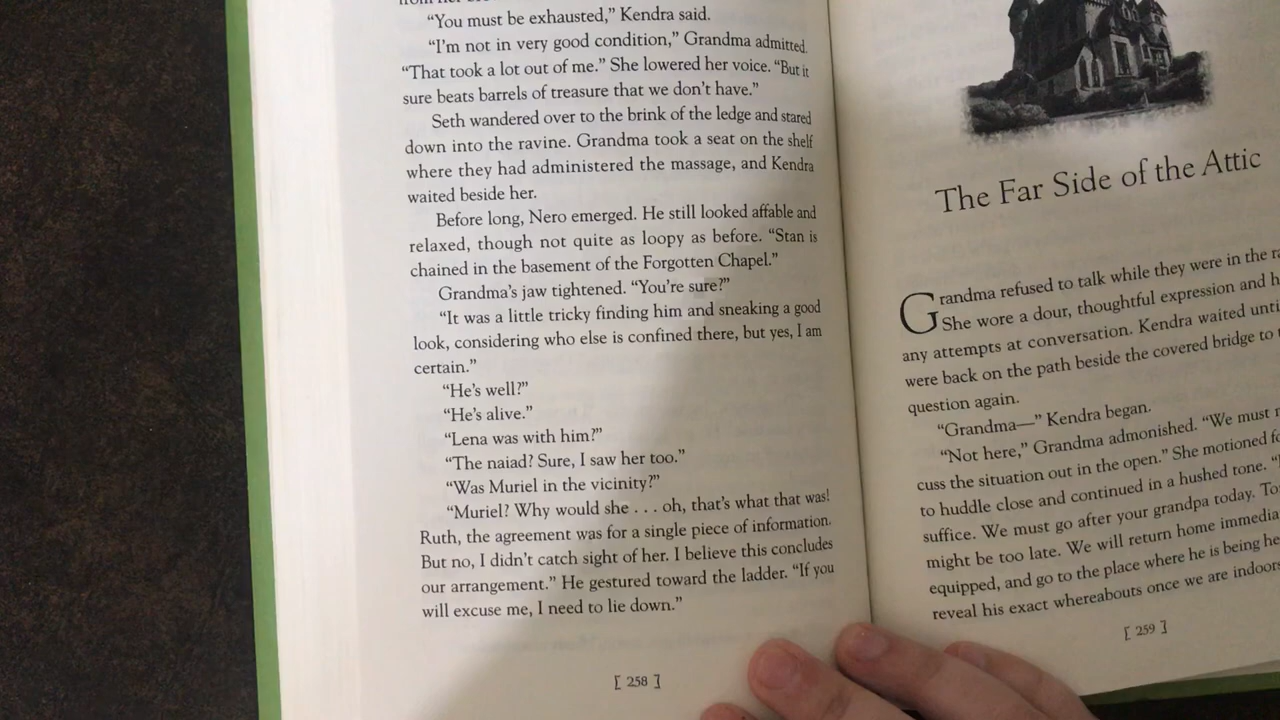 “You must be exhausted,” Kendra said.
“I’m not in very good condition,” Grandma admitted.
“That took a lot out of me.” She lowered her voice. “But it
sure beats barrels of treasure that we don’t have.”
Seth wandered over to the brink of the ledge and stared
down into the ravine. Grandma took a seat on the shelf
where they had administered the massage, and Kendra
waited beside her.
Before long, Nero emerged. He still looked affable and
relaxed, though not quite as loopy as before. “Stan is
chained in the basement of the Forgotten Chapel.”
Grandma’s jaw tightened. “You’re sure?”
“It was a little tricky finding him and sneaking a good
look, considering who else is confined there, but yes, I am
certain.”
“He’s well?”
“He’s alive.”
“Lena was with him?”
“The naiad? Sure, I saw her too.”
“Was Muriel in the vicinity?”
“Muriel? Why would she . . . oh, that’s what that was!
Ruth, the agreement was for a single piece of information.
But no, I didn’t catch sight of her. I believe this concludes
our arrangement.” He gestured toward the ladder. “If you
will excuse me, I need to lie down.”
[ 258 ]
The Far Side of the Attic
Grandma refused to talk while they were in the
She wore a dour, thoughtful expression and
any attempts at conversation. Kendra waited
were back on the path beside the covered bridge to
question again.
“Grandma—” Kendra began.
“Not here,” Grandma admonished. “We must
cuss the situation out in the open.” She motioned
to huddle close and continued in a hushed tone.
suffice. We must go after your grandpa today.
might be too late. We will return home
equipped, and go to the place where he is being
reveal his exact whereabouts once we are
[ 259 ]